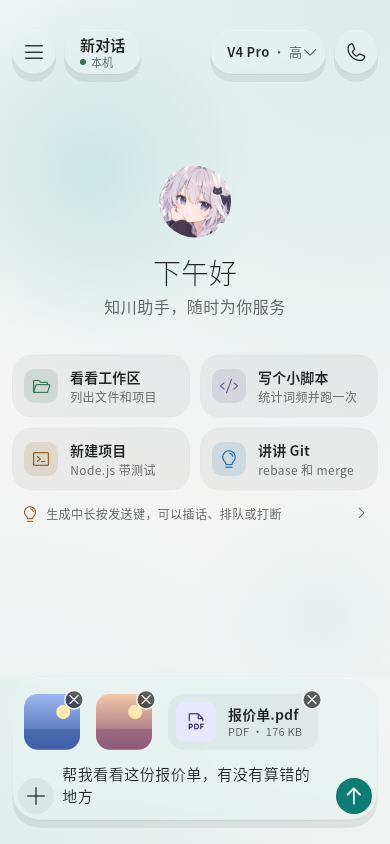 新对话
本机
V4 Pro · 高
下午好
知川助手，随时为你服务
看看工作区
列出文件和项目
写个小脚本
统计词频并跑一次
新建项目
Node.js 带测试
讲讲 Git
rebase 和 merge
生成中长按发送键，可以插话、排队或打断
PDF
报价单.pdf
PDF · 176 KB
帮我看看这份报价单，有没有算错的
地方